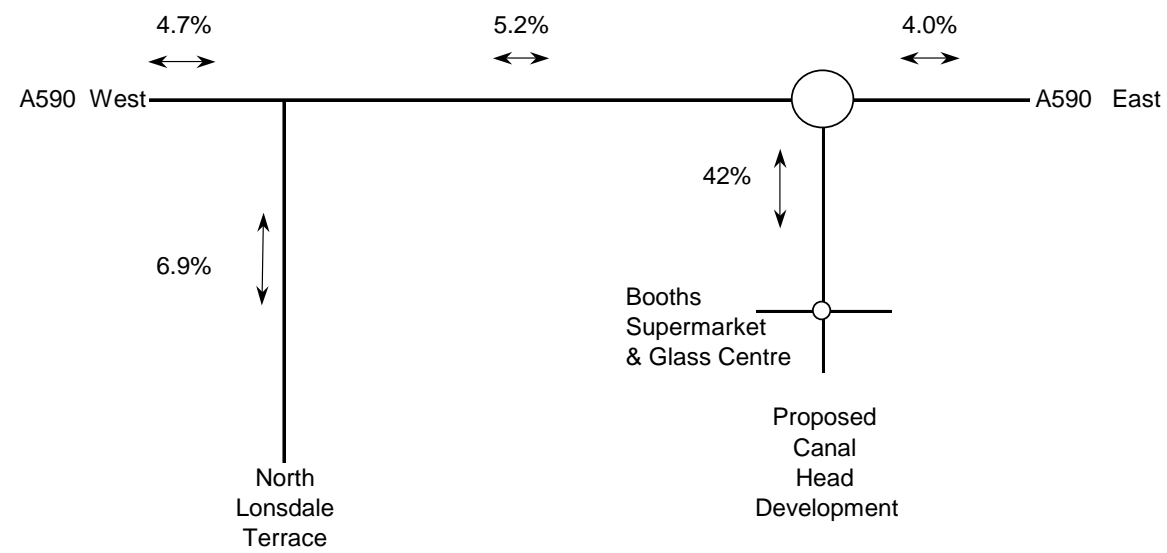 4.7%
5.2%
4.0%
A590 West
A590 East
42%
6.9%
Booths
Supermarket
& Glass Centre
Proposed
Canal
Head
Development
North
Lonsdale
Terrace